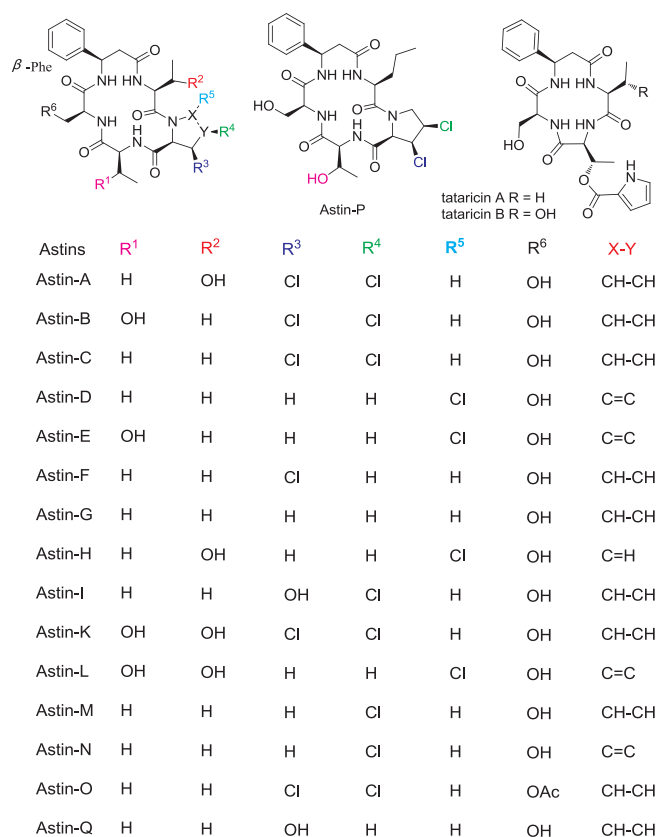 β -Phe
O
O
NH
HN
R²
R⁵
R⁶
O
O
N
X
Y
R⁴
NH
H
N
O
O
R³
R¹
O
O
NH
HN
HO
O
O
N
Cl
NH
H
N
O
O
Cl
HO
Astin-P
O
O
NH
HN
R
O
O
HO
NH
HN
O
O
O
H
N
tataricin A R = H
tataricin B R = OH
Astins R¹ R² R³ R⁴ R⁵ R⁶ X-Y
Astin-A H OH Cl Cl H OH CH-CH
Astin-B OH H Cl Cl H OH CH-CH
Astin-C H H Cl Cl H OH CH-CH
Astin-D H H H H Cl OH C=C
Astin-E OH H H H Cl OH C=C
Astin-F H H Cl H H OH CH-CH
Astin-G H H H H H OH CH-CH
Astin-H H OH H H Cl OH C=H
Astin-I H H OH Cl H OH CH-CH
Astin-K OH OH Cl Cl H OH CH-CH
Astin-L OH OH H H Cl OH C=C
Astin-M H H H Cl H OH CH-CH
Astin-N H H H Cl H OH C=C
Astin-O H H Cl Cl H OAc CH-CH
Astin-Q H H OH H H OH CH-CH